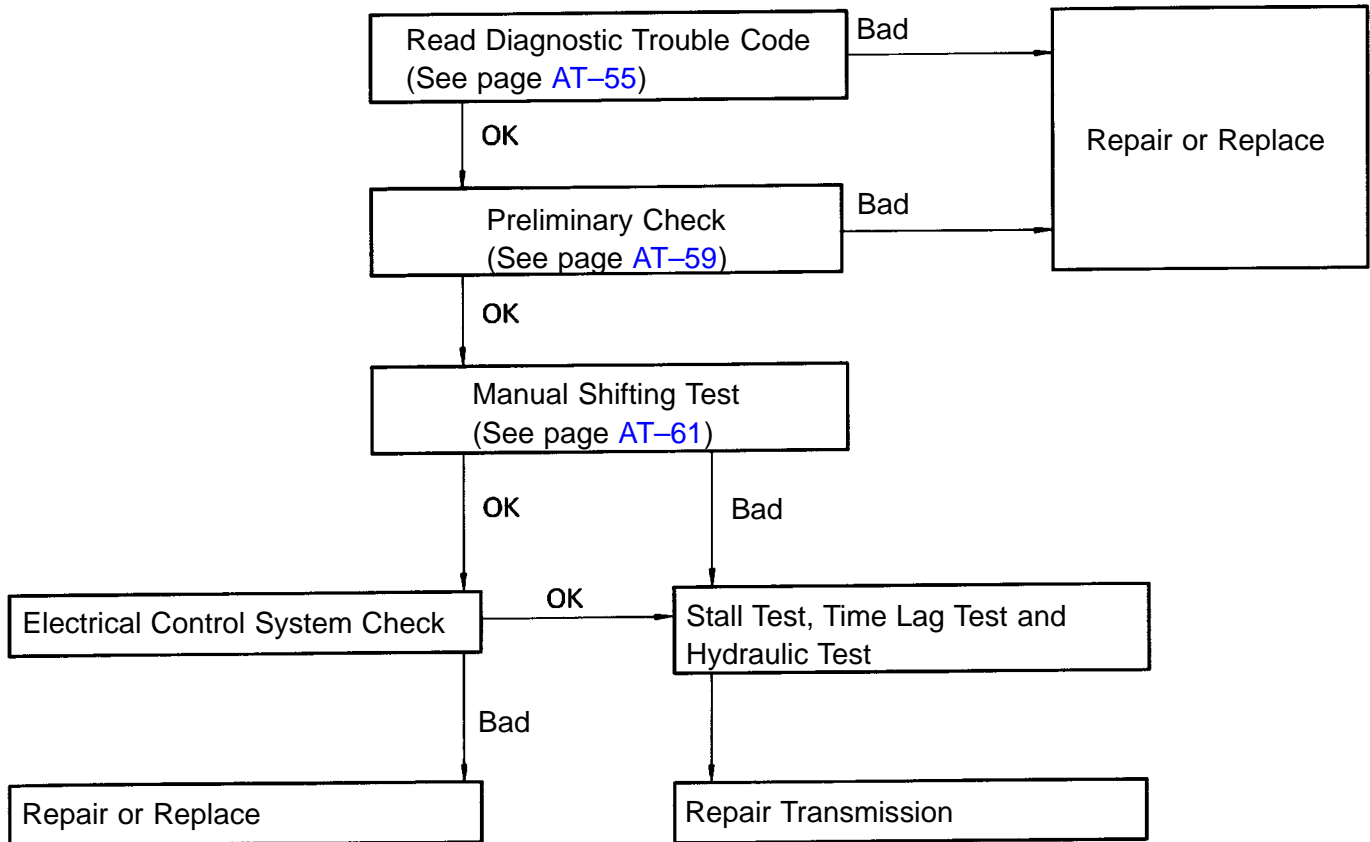 Read Diagnostic Trouble Code
(See page AT–55)
Bad
Repair or Replace
OK
Preliminary Check
(See page AT–59)
Bad
OK
Manual Shifting Test
(See page AT–61)
OK
Bad
Electrical Control System Check
OK
Stall Test, Time Lag Test and
Hydraulic Test
Bad
Repair or Replace
Repair Transmission